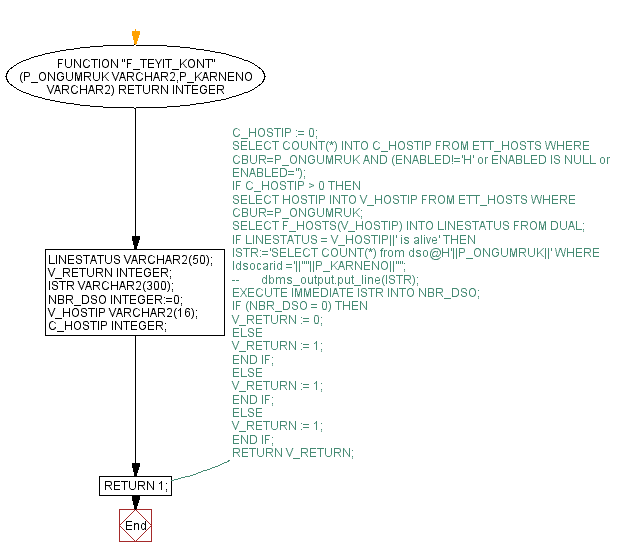 FUNCTION "F_TEYIT_KONT"
(P_ONGUMRUK VARCHAR2,P_KARNENO
VARCHAR2) RETURN INTEGER
C_HOSTIP := 0;
SELECT COUNT(*) INTO C_HOSTIP FROM ETT_HOSTS WHERE
CBUR=P_ONGUMRUK AND (ENABLED!='H' or ENABLED IS NULL or
ENABLED='');
IF C_HOSTIP > 0 THEN
SELECT HOSTIP INTO V_HOSTIP FROM ETT_HOSTS WHERE
CBUR=P_ONGUMRUK;
SELECT F_HOSTS(V_HOSTIP) INTO LINESTATUS FROM DUAL;
IF LINESTATUS = V_HOSTIP||' is alive' THEN
ISTR:='SELECT COUNT(*) from dso@H'||P_ONGUMRUK||' WHERE
ldsocarid ='||''''||P_KARNENO||'''';
--       dbms_output.put_line(ISTR);
EXECUTE IMMEDIATE ISTR INTO NBR_DSO;
IF (NBR_DSO = 0) THEN
V_RETURN := 0;
ELSE
V_RETURN := 1;
END IF;
ELSE
V_RETURN := 1;
END IF;
ELSE
V_RETURN := 1;
END IF;
RETURN V_RETURN;
LINESTATUS VARCHAR2(50);
V_RETURN INTEGER;
ISTR VARCHAR2(300);
NBR_DSO INTEGER:=0;
V_HOSTIP VARCHAR2(16);
C_HOSTIP INTEGER;
RETURN 1;
End